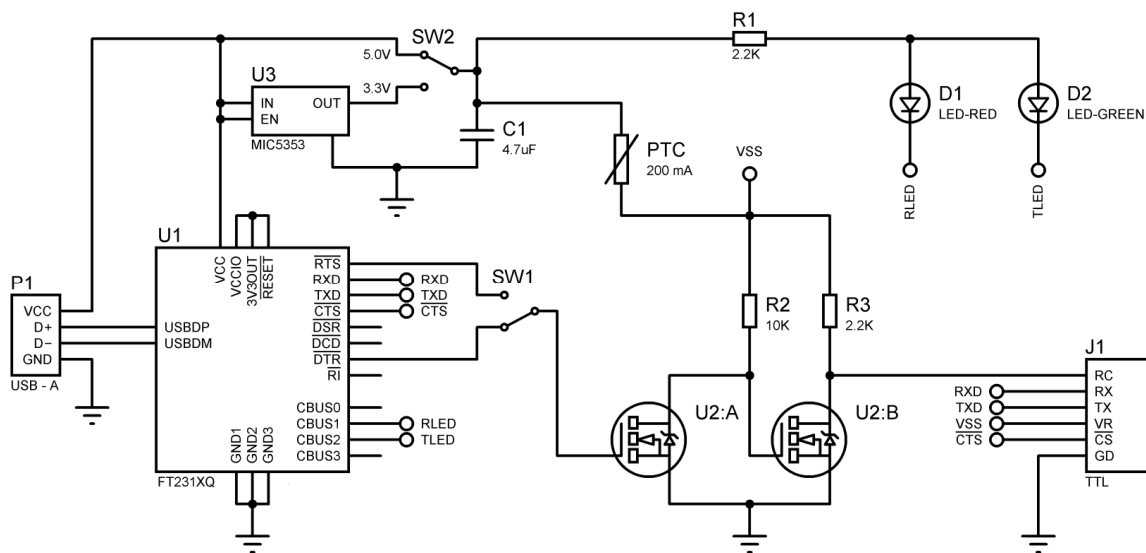 R1
2.2K
SW2
5.0V
3.3V
U3
IN
EN
OUT
MIC5353
C1
4.7uF
PTC
200 mA
VSS
D1
LED-RED
D2
LED-GREEN
RLED
TLED
U1
VCC
VCCIO
3V3OUT
RESET
RTS
RXD
TXD
CTS
DSR
DCD
DTR
RI
CBUS0
CBUS1
CBUS2
CBUS3
USBDP
USBDM
GND1
GND2
GND3
FT231XQ
RXD
TXD
CTS
RLED
TLED
SW1
P1
VCC
D+
D−
GND
USB - A
R2
10K
R3
2.2K
U2:A
U2:B
J1
RC
RX
TX
VR
CS
GD
TTL
RXD
TXD
VSS
CTS